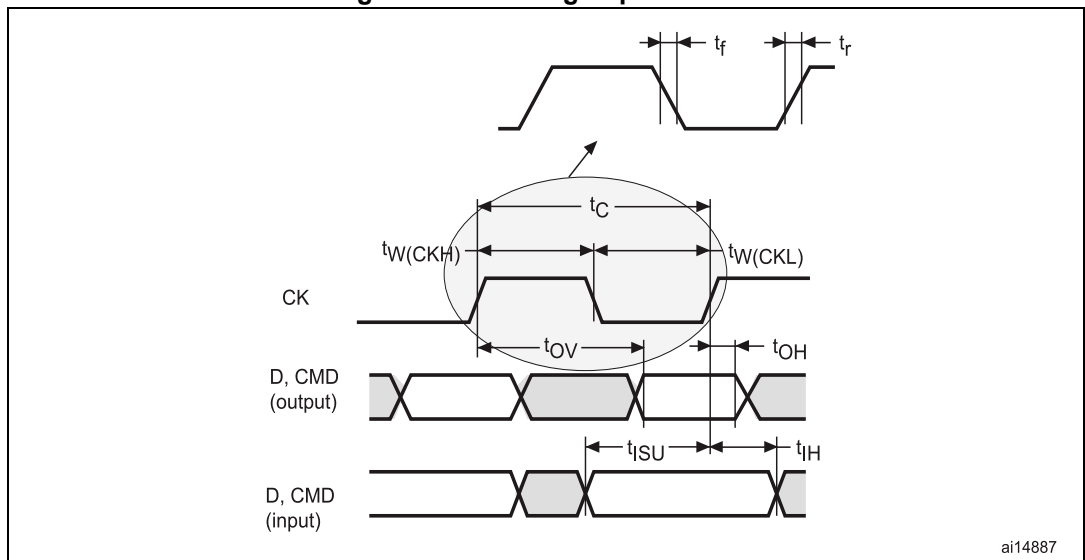 tf
tr
tC
tW(CKH)
tW(CKL)
CK
tOV
tOH
D, CMD
(output)
tISU
tIH
D, CMD
(input)
ai14887